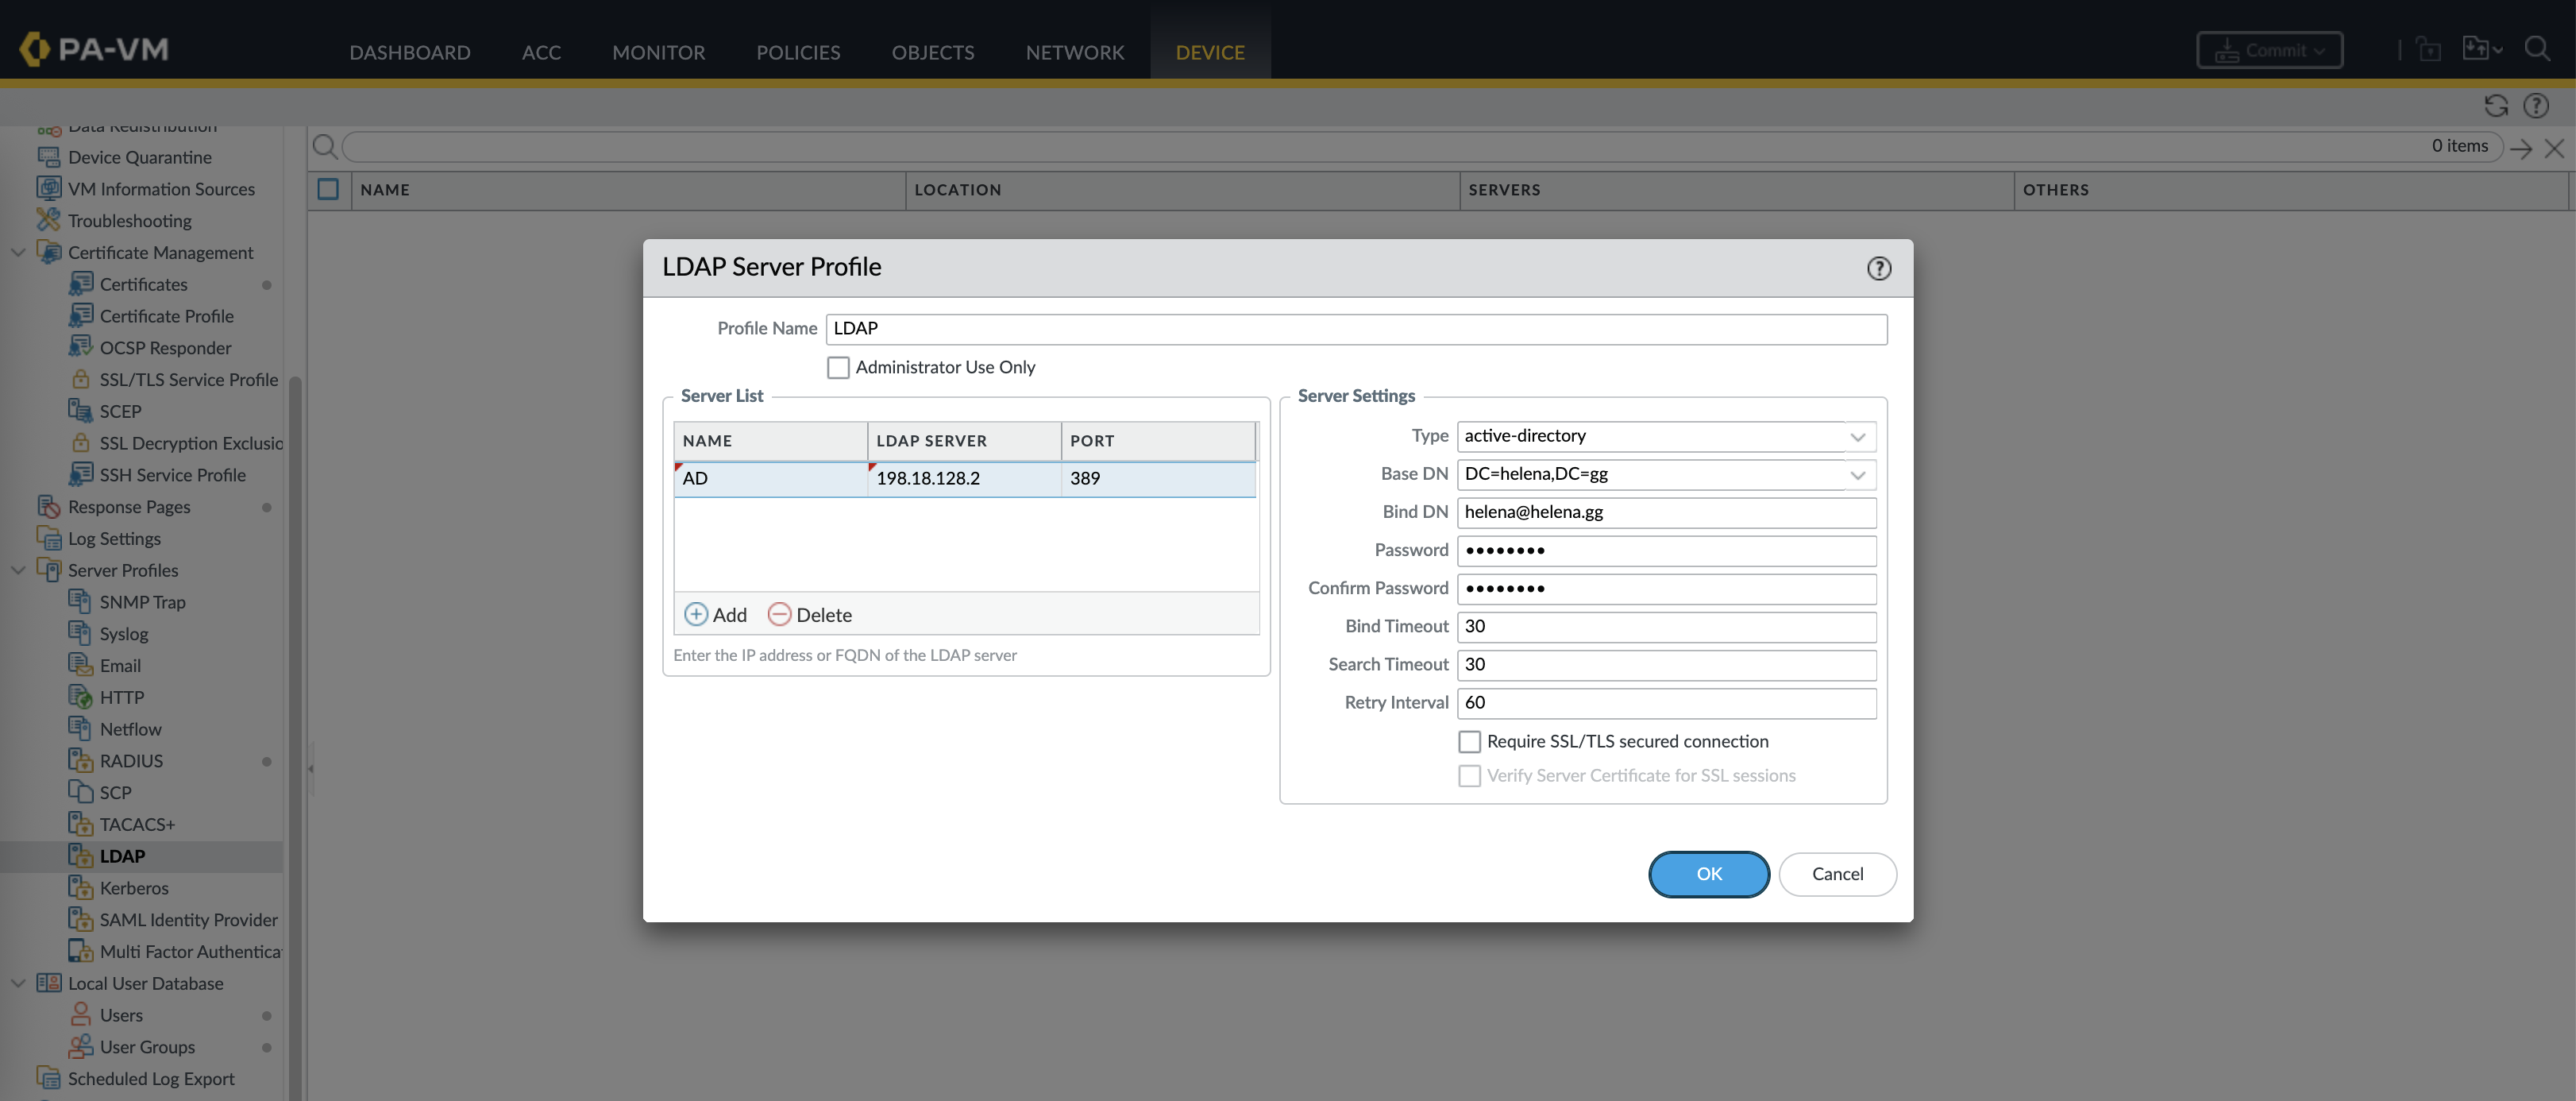 PA-VM
DASHBOARD ACC MONITOR POLICIES OBJECTS NETWORK DEVICE
Commit
Data Redistribution
Device Quarantine
VM Information Sources
Troubleshooting
Certificate Management
Certificates
Certificate Profile
OCSP Responder
SSL/TLS Service Profile
SCEP
SSL Decryption Exclusio
SSH Service Profile
Response Pages
Log Settings
Server Profiles
SNMP Trap
Syslog
Email
HTTP
Netflow
RADIUS
SCP
TACACS+
LDAP
Kerberos
SAML Identity Provider
Multi Factor Authentica
Local User Database
Users
User Groups
Scheduled Log Export
0 items
NAME LOCATION SERVERS OTHERS
LDAP Server Profile
Profile Name LDAP
Administrator Use Only
Server List
NAME LDAP SERVER PORT
AD 198.18.128.2 389
Add Delete
Enter the IP address or FQDN of the LDAP server
Server Settings
Type active-directory
Base DN DC=helena,DC=gg
Bind DN helena@helena.gg
Password ••••••••
Confirm Password ••••••••
Bind Timeout 30
Search Timeout 30
Retry Interval 60
Require SSL/TLS secured connection
Verify Server Certificate for SSL sessions
OK Cancel